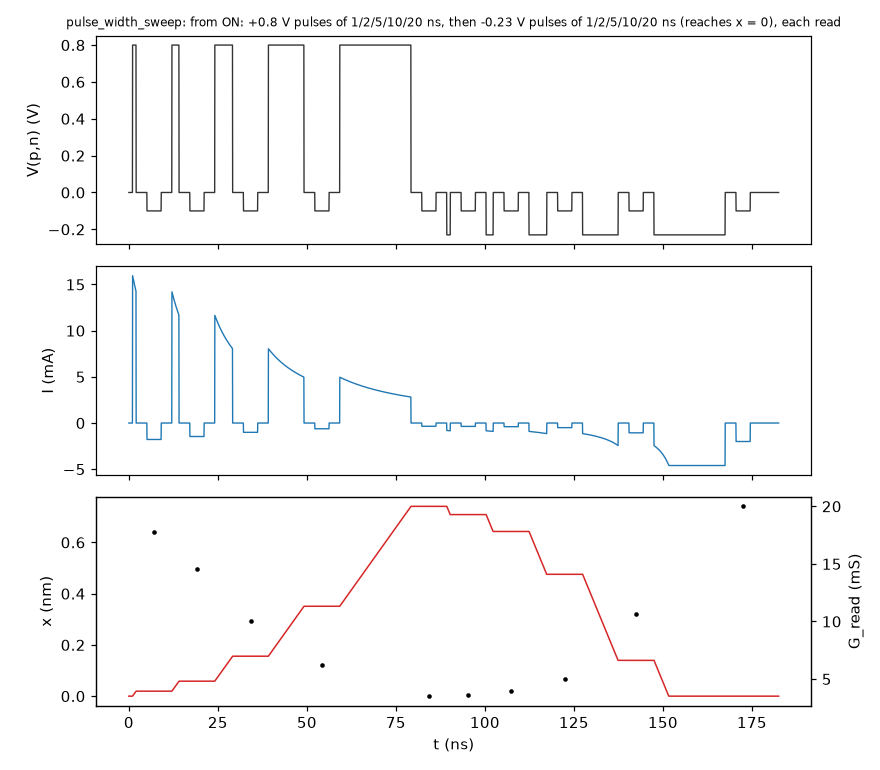 pulse_width_sweep: from ON: +0.8 V pulses of 1/2/5/10/20 ns, then -0.23 V pulses of 1/2/5/10/20 ns (reaches x = 0), each read
V(p,n) (V)
0.8
0.6
0.4
0.2
0.0
−0.2
I (mA)
15
10
5
0
−5
x (nm)
0.6
0.4
0.2
0.0
G_read (mS)
20
15
10
5
0 25 50 75 100 125 150 175
t (ns)